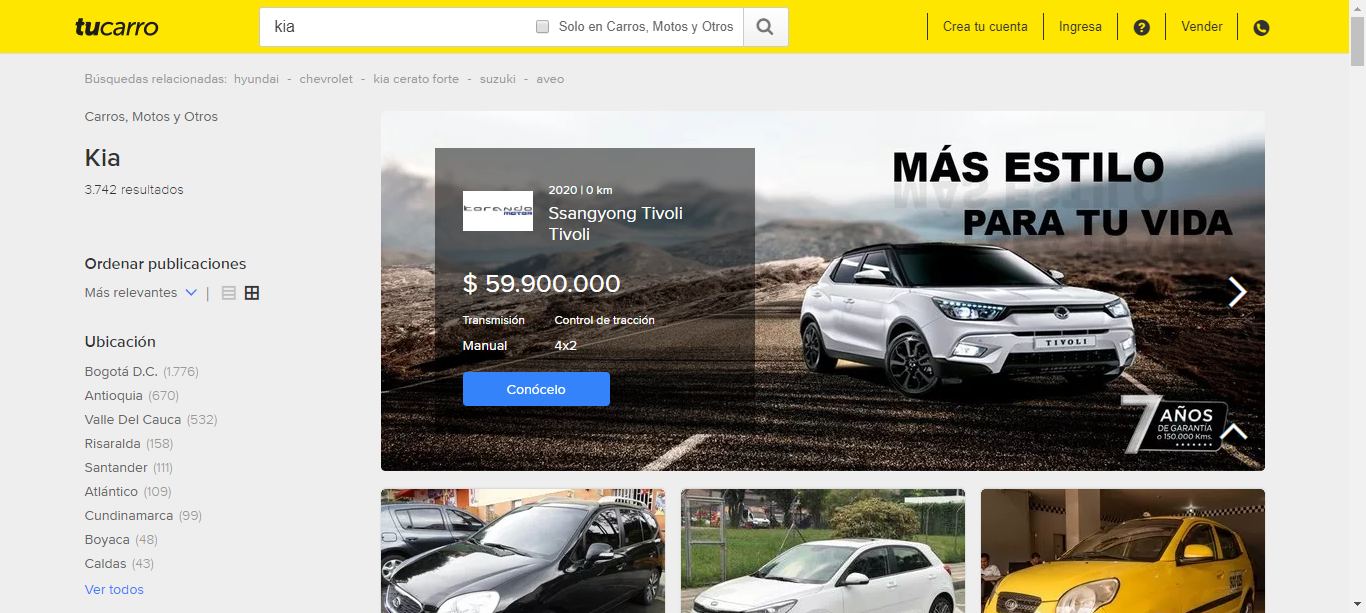 tucarro
kia
Solo en Carros, Motos y Otros
Crea tu cuenta
Ingresa
?
Vender
Búsquedas relacionadas: hyundai - chevrolet - kia cerato forte - suzuki - aveo
Carros, Motos y Otros
Kia
3.742 resultados
Ordenar publicaciones
Más relevantes |
Ubicación
Bogotá D.C. (1.776)
Antioquia (670)
Valle Del Cauca (532)
Risaralda (158)
Santander (111)
Atlántico (109)
Cundinamarca (99)
Boyaca (48)
Caldas (43)
Ver todos
MÁS ESTILO
PARA TU VIDA
2020 | 0 km
Ssangyong Tivoli
Tivoli
$ 59.900.000
Transmisión Control de tracción
Manual 4x2
Conócelo
TIVOLI
7 AÑOS
DE GARANTÍA
o 150.000 Kms.